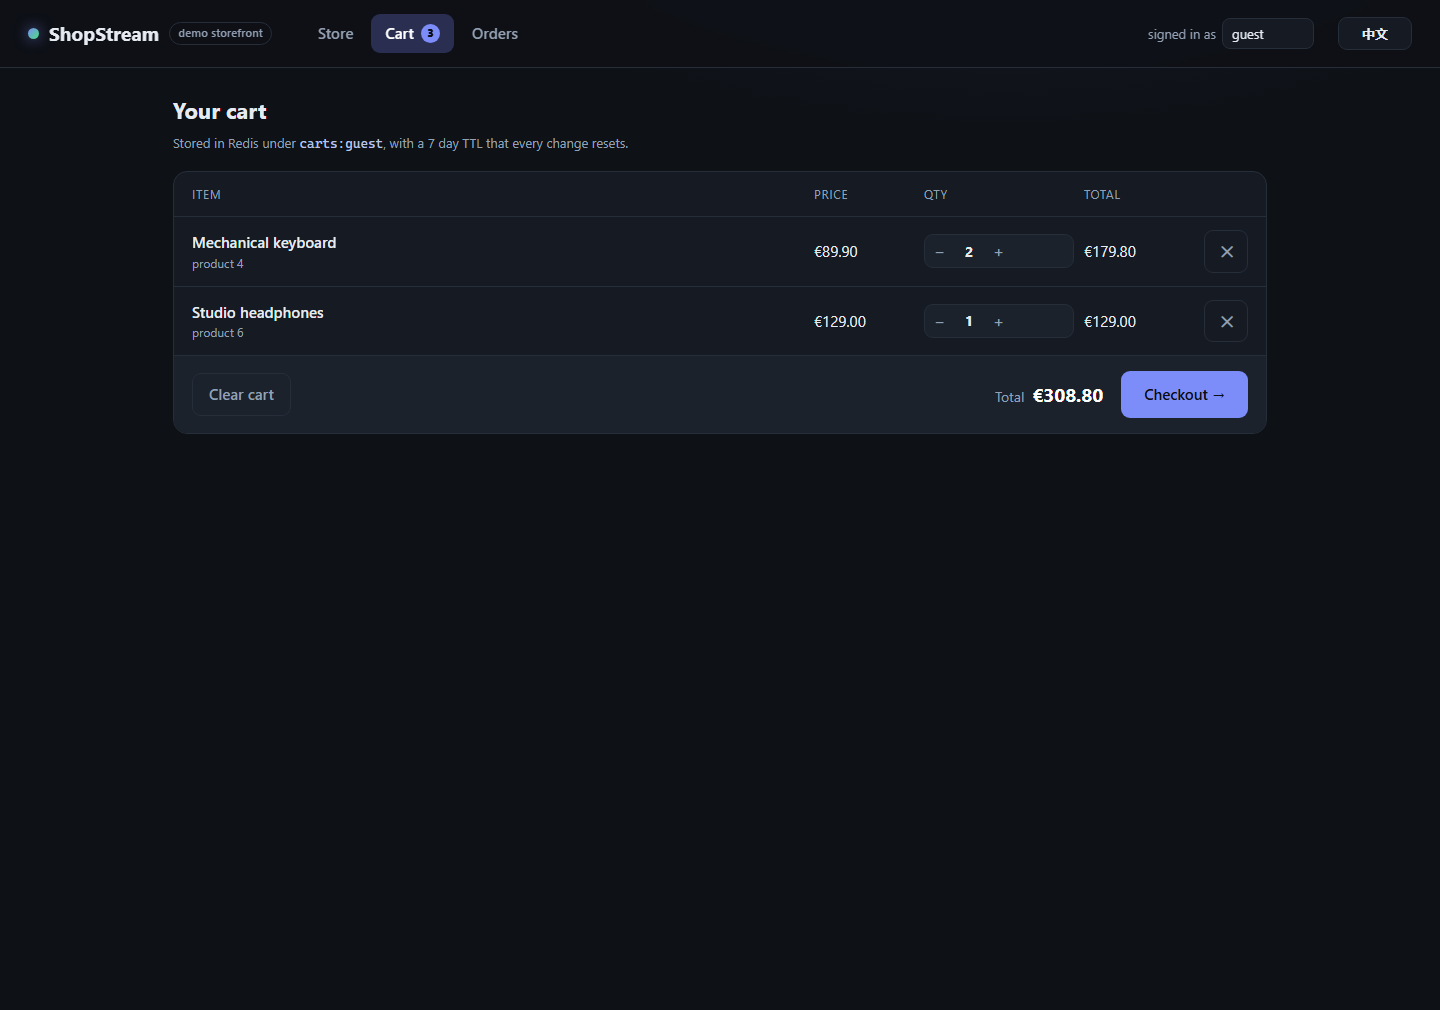 ShopStream demo storefront Store Cart 3 Orders signed in as guest 中文
Your cart
Stored in Redis under carts:guest, with a 7 day TTL that every change resets.
ITEM PRICE QTY TOTAL
Mechanical keyboard
product 4
€89.90 − 2 + €179.80 ✕
Studio headphones
product 6
€129.00 − 1 + €129.00 ✕
Clear cart Total €308.80 Checkout →